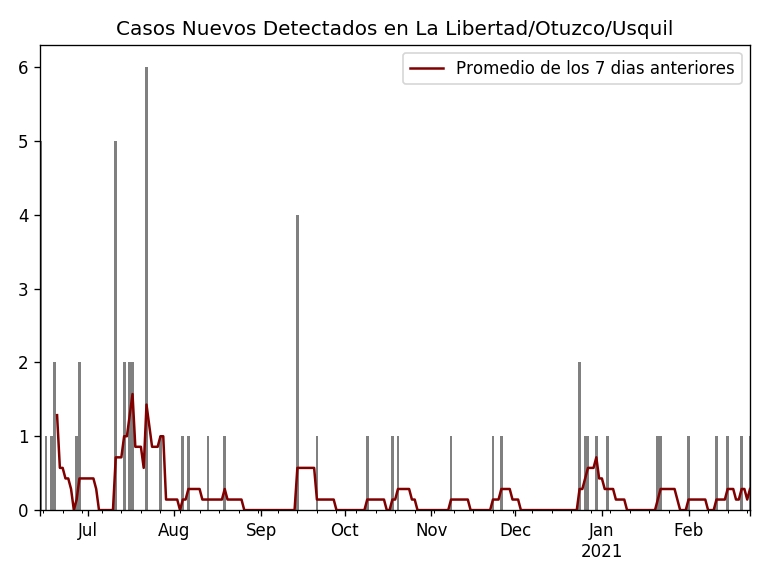 Casos Nuevos Detectados en La Libertad/Otuzco/Usquil
Promedio de los 7 dias anteriores
6
5
4
3
2
1
0
Jul Aug Sep Oct Nov Dec Jan Feb
2021